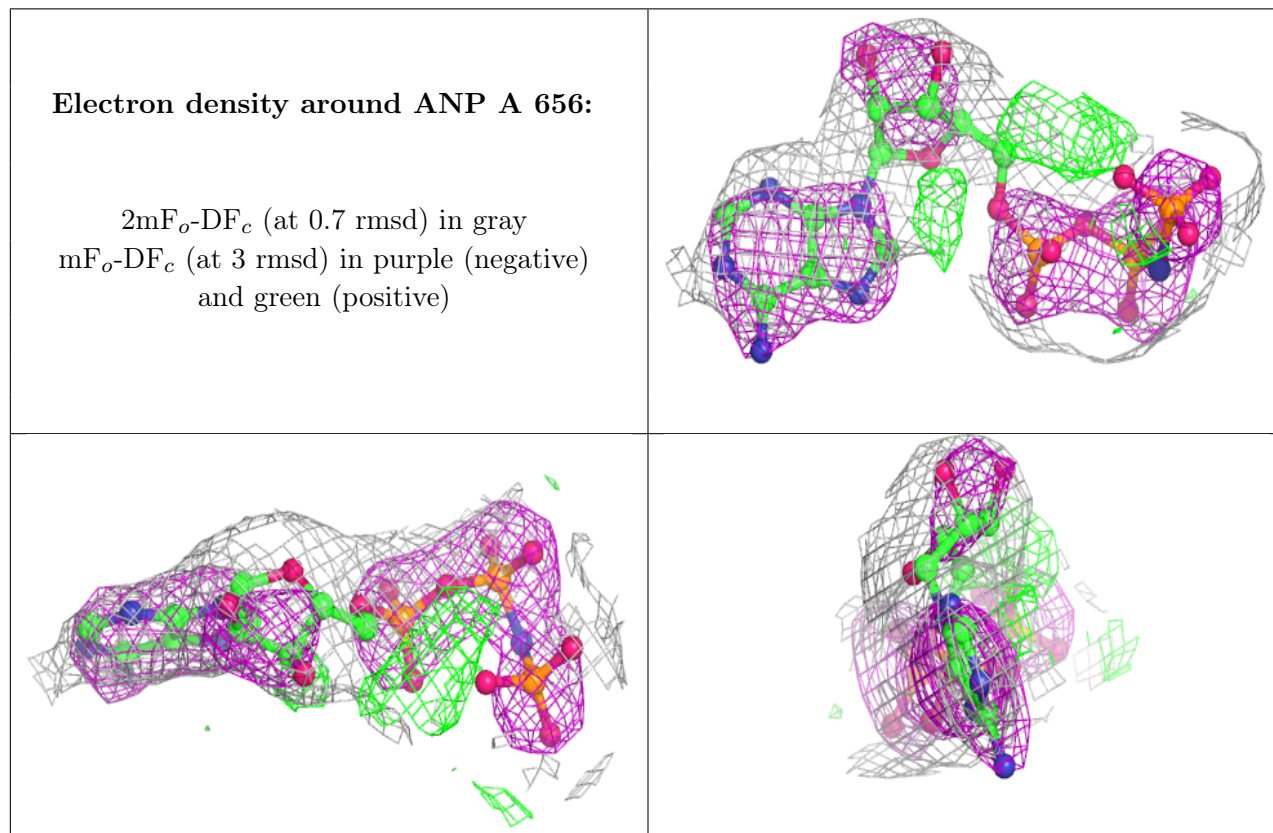 Electron density around ANP A 656:
2mFo-DFc (at 0.7 rmsd) in gray
mFo-DFc (at 3 rmsd) in purple (negative)
and green (positive)